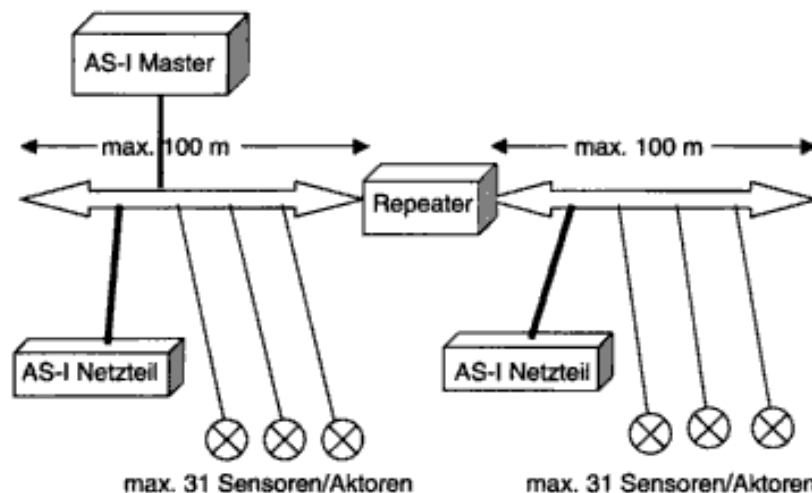 AS-I Master
max. 100 m
max. 100 m
Repeater
AS-I Netzteil
AS-I Netzteil
max. 31 Sensoren/Aktoren
max. 31 Sensoren/Aktoren